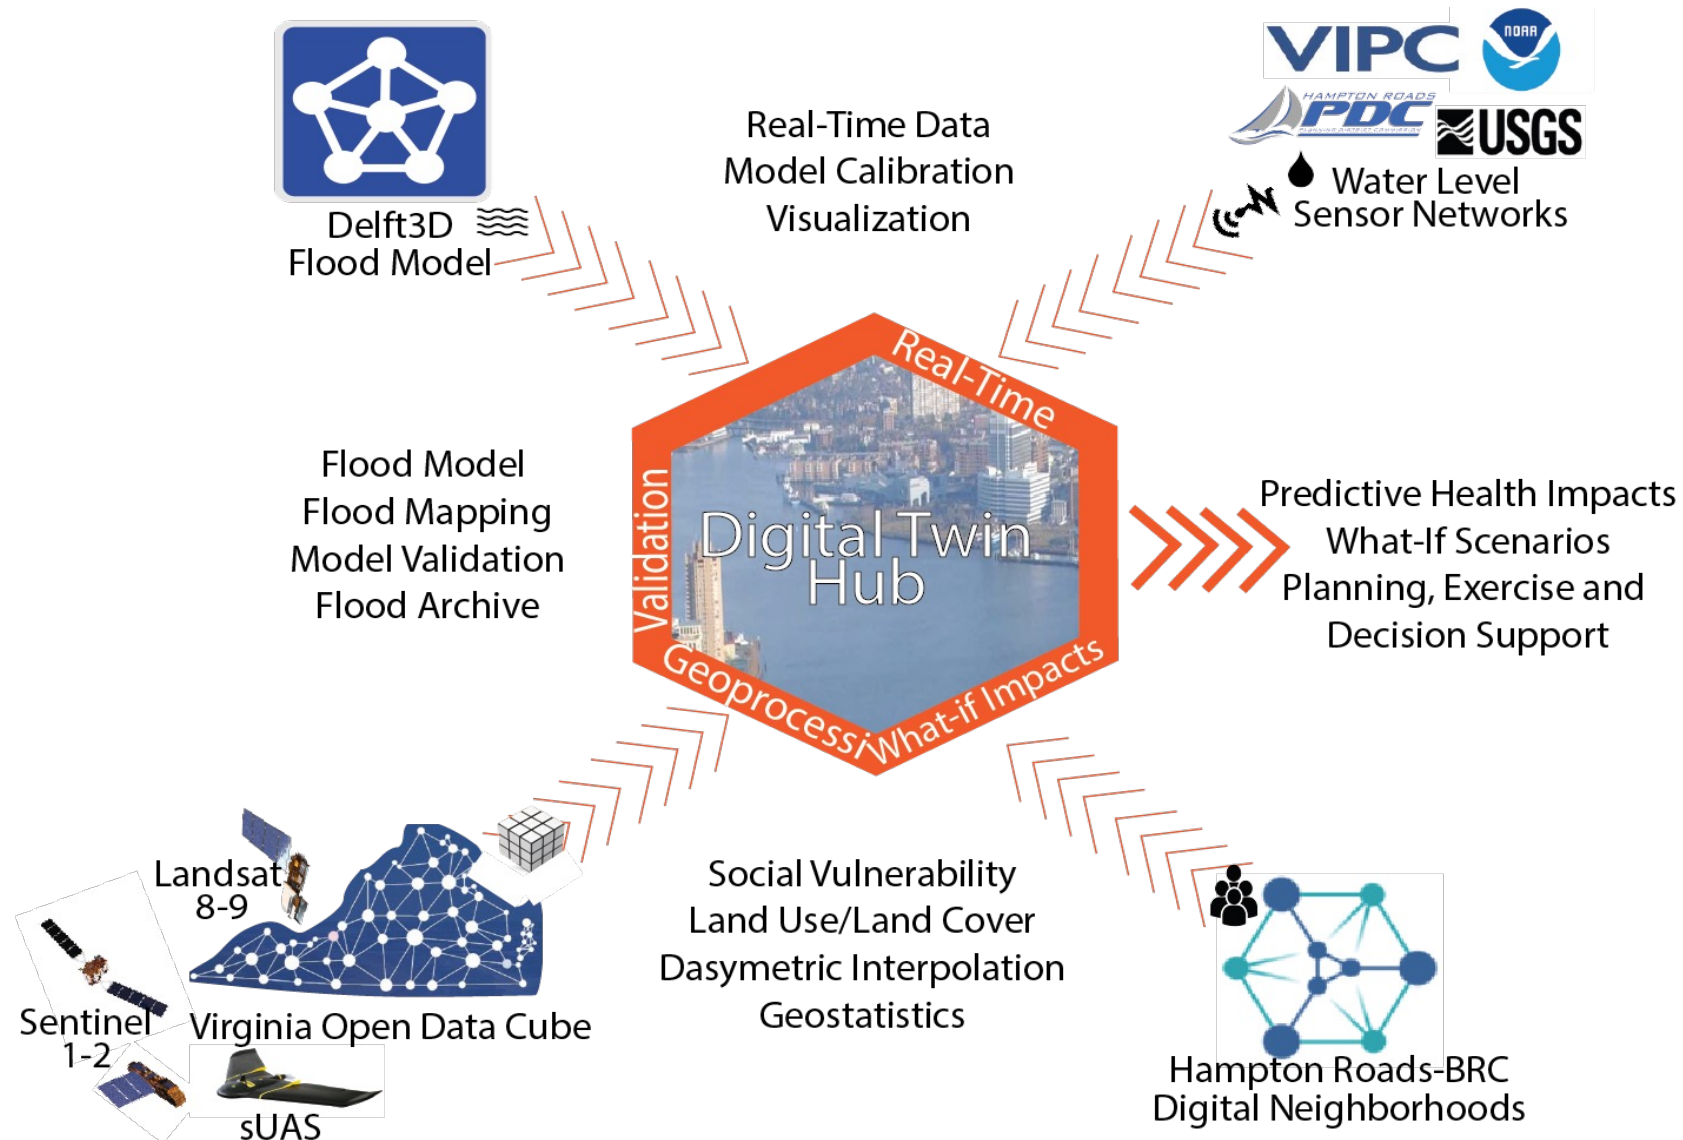 VIPC
NOAA
HAMPTON ROADS
PDC
PLANNING DISTRICT COMMISSION
USGS
Water Level
Sensor Networks
Delft3D
Flood Model
Real-Time Data
Model Calibration
Visualization
Real-Time
Validation
Digital Twin
Hub
Geoprocessi
What-if Impacts
Flood Model
Flood Mapping
Model Validation
Flood Archive
Predictive Health Impacts
What-If Scenarios
Planning, Exercise and
Decision Support
Landsat
8-9
Sentinel
1-2
Virginia Open Data Cube
sUAS
Social Vulnerability
Land Use/Land Cover
Dasymetric Interpolation
Geostatistics
Hampton Roads-BRC
Digital Neighborhoods